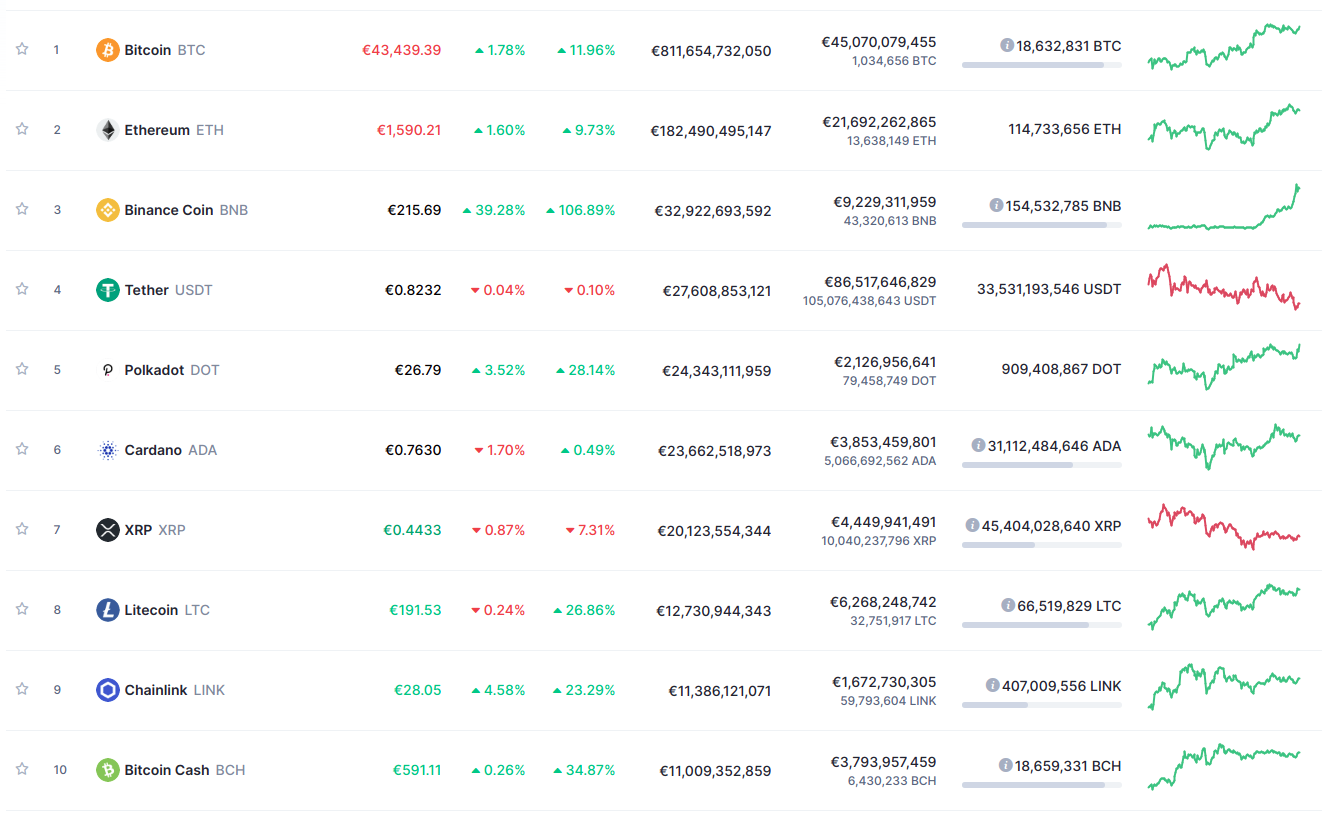 1 Bitcoin BTC €43,439.39 1.78% 11.96% €811,654,732,050 €45,070,079,455 18,632,831 BTC
1,034,656 BTC
2 Ethereum ETH €1,590.21 1.60% 9.73% €182,490,495,147 €21,692,262,865 114,733,656 ETH
13,638,149 ETH
3 Binance Coin BNB €215.69 39.28% 106.89% €32,922,693,592 €9,229,311,959 154,532,785 BNB
43,320,613 BNB
4 Tether USDT €0.8232 0.04% 0.10% €27,608,853,121 €86,517,646,829 33,531,193,546 USDT
105,076,438,643 USDT
5 Polkadot DOT €26.79 3.52% 28.14% €24,343,111,959 €2,126,956,641 909,408,867 DOT
79,458,749 DOT
6 Cardano ADA €0.7630 1.70% 0.49% €23,662,518,973 €3,853,459,801 31,112,484,646 ADA
5,066,692,562 ADA
7 XRP XRP €0.4433 0.87% 7.31% €20,123,554,344 €4,449,941,491 45,404,028,640 XRP
10,040,237,796 XRP
8 Litecoin LTC €191.53 0.24% 26.86% €12,730,944,343 €6,268,248,742 66,519,829 LTC
32,751,917 LTC
9 Chainlink LINK €28.05 4.58% 23.29% €11,386,121,071 €1,672,730,305 407,009,556 LINK
59,793,604 LINK
10 Bitcoin Cash BCH €591.11 0.26% 34.87% €11,009,352,859 €3,793,957,459 18,659,331 BCH
6,430,233 BCH